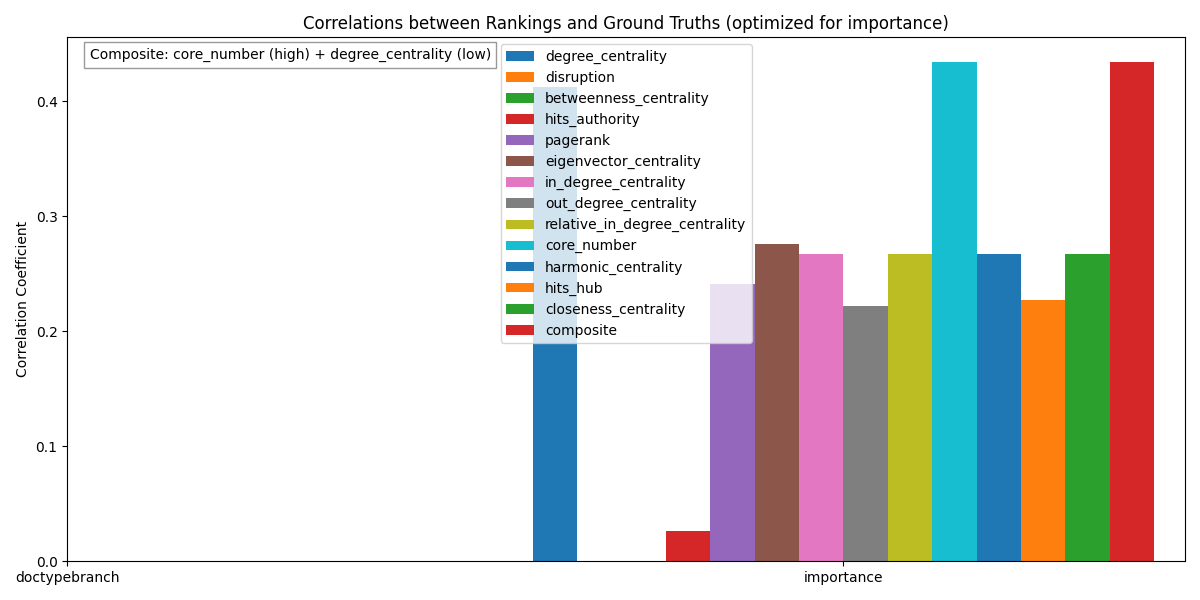 Correlations between Rankings and Ground Truths (optimized for importance)
Composite: core_number (high) + degree_centrality (low)
degree_centrality
disruption
betweenness_centrality
hits_authority
pagerank
eigenvector_centrality
in_degree_centrality
out_degree_centrality
relative_in_degree_centrality
core_number
harmonic_centrality
hits_hub
closeness_centrality
composite
Correlation Coefficient
0.4
0.3
0.2
0.1
0.0
doctypebranch
importance